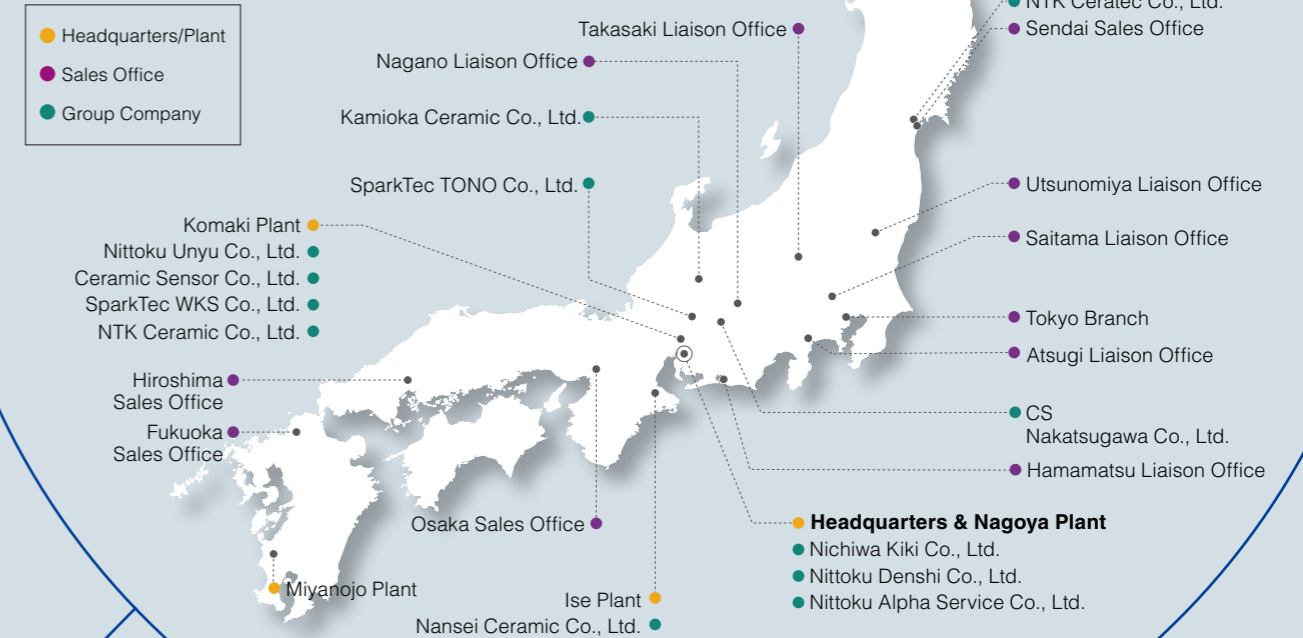 Headquarters/Plant
Sales Office
Group Company
Takasaki Liaison Office
Nagano Liaison Office
Kamioka Ceramic Co., Ltd.
SparkTec TONO Co., Ltd.
Komaki Plant
Nittoku Unyu Co., Ltd.
Ceramic Sensor Co., Ltd.
SparkTec WKS Co., Ltd.
NTK Ceramic Co., Ltd.
Hiroshima
Sales Office
Fukuoka
Sales Office
Miyanojo Plant
Osaka Sales Office
Ise Plant
Nansei Ceramic Co., Ltd.
NTK Ceratec Co., Ltd.
Sendai Sales Office
Utsunomiya Liaison Office
Saitama Liaison Office
Tokyo Branch
Atsugi Liaison Office
CS
Nakatsugawa Co., Ltd.
Hamamatsu Liaison Office
Headquarters & Nagoya Plant
Nichiwa Kiki Co., Ltd.
Nittoku Denshi Co., Ltd.
Nittoku Alpha Service Co., Ltd.